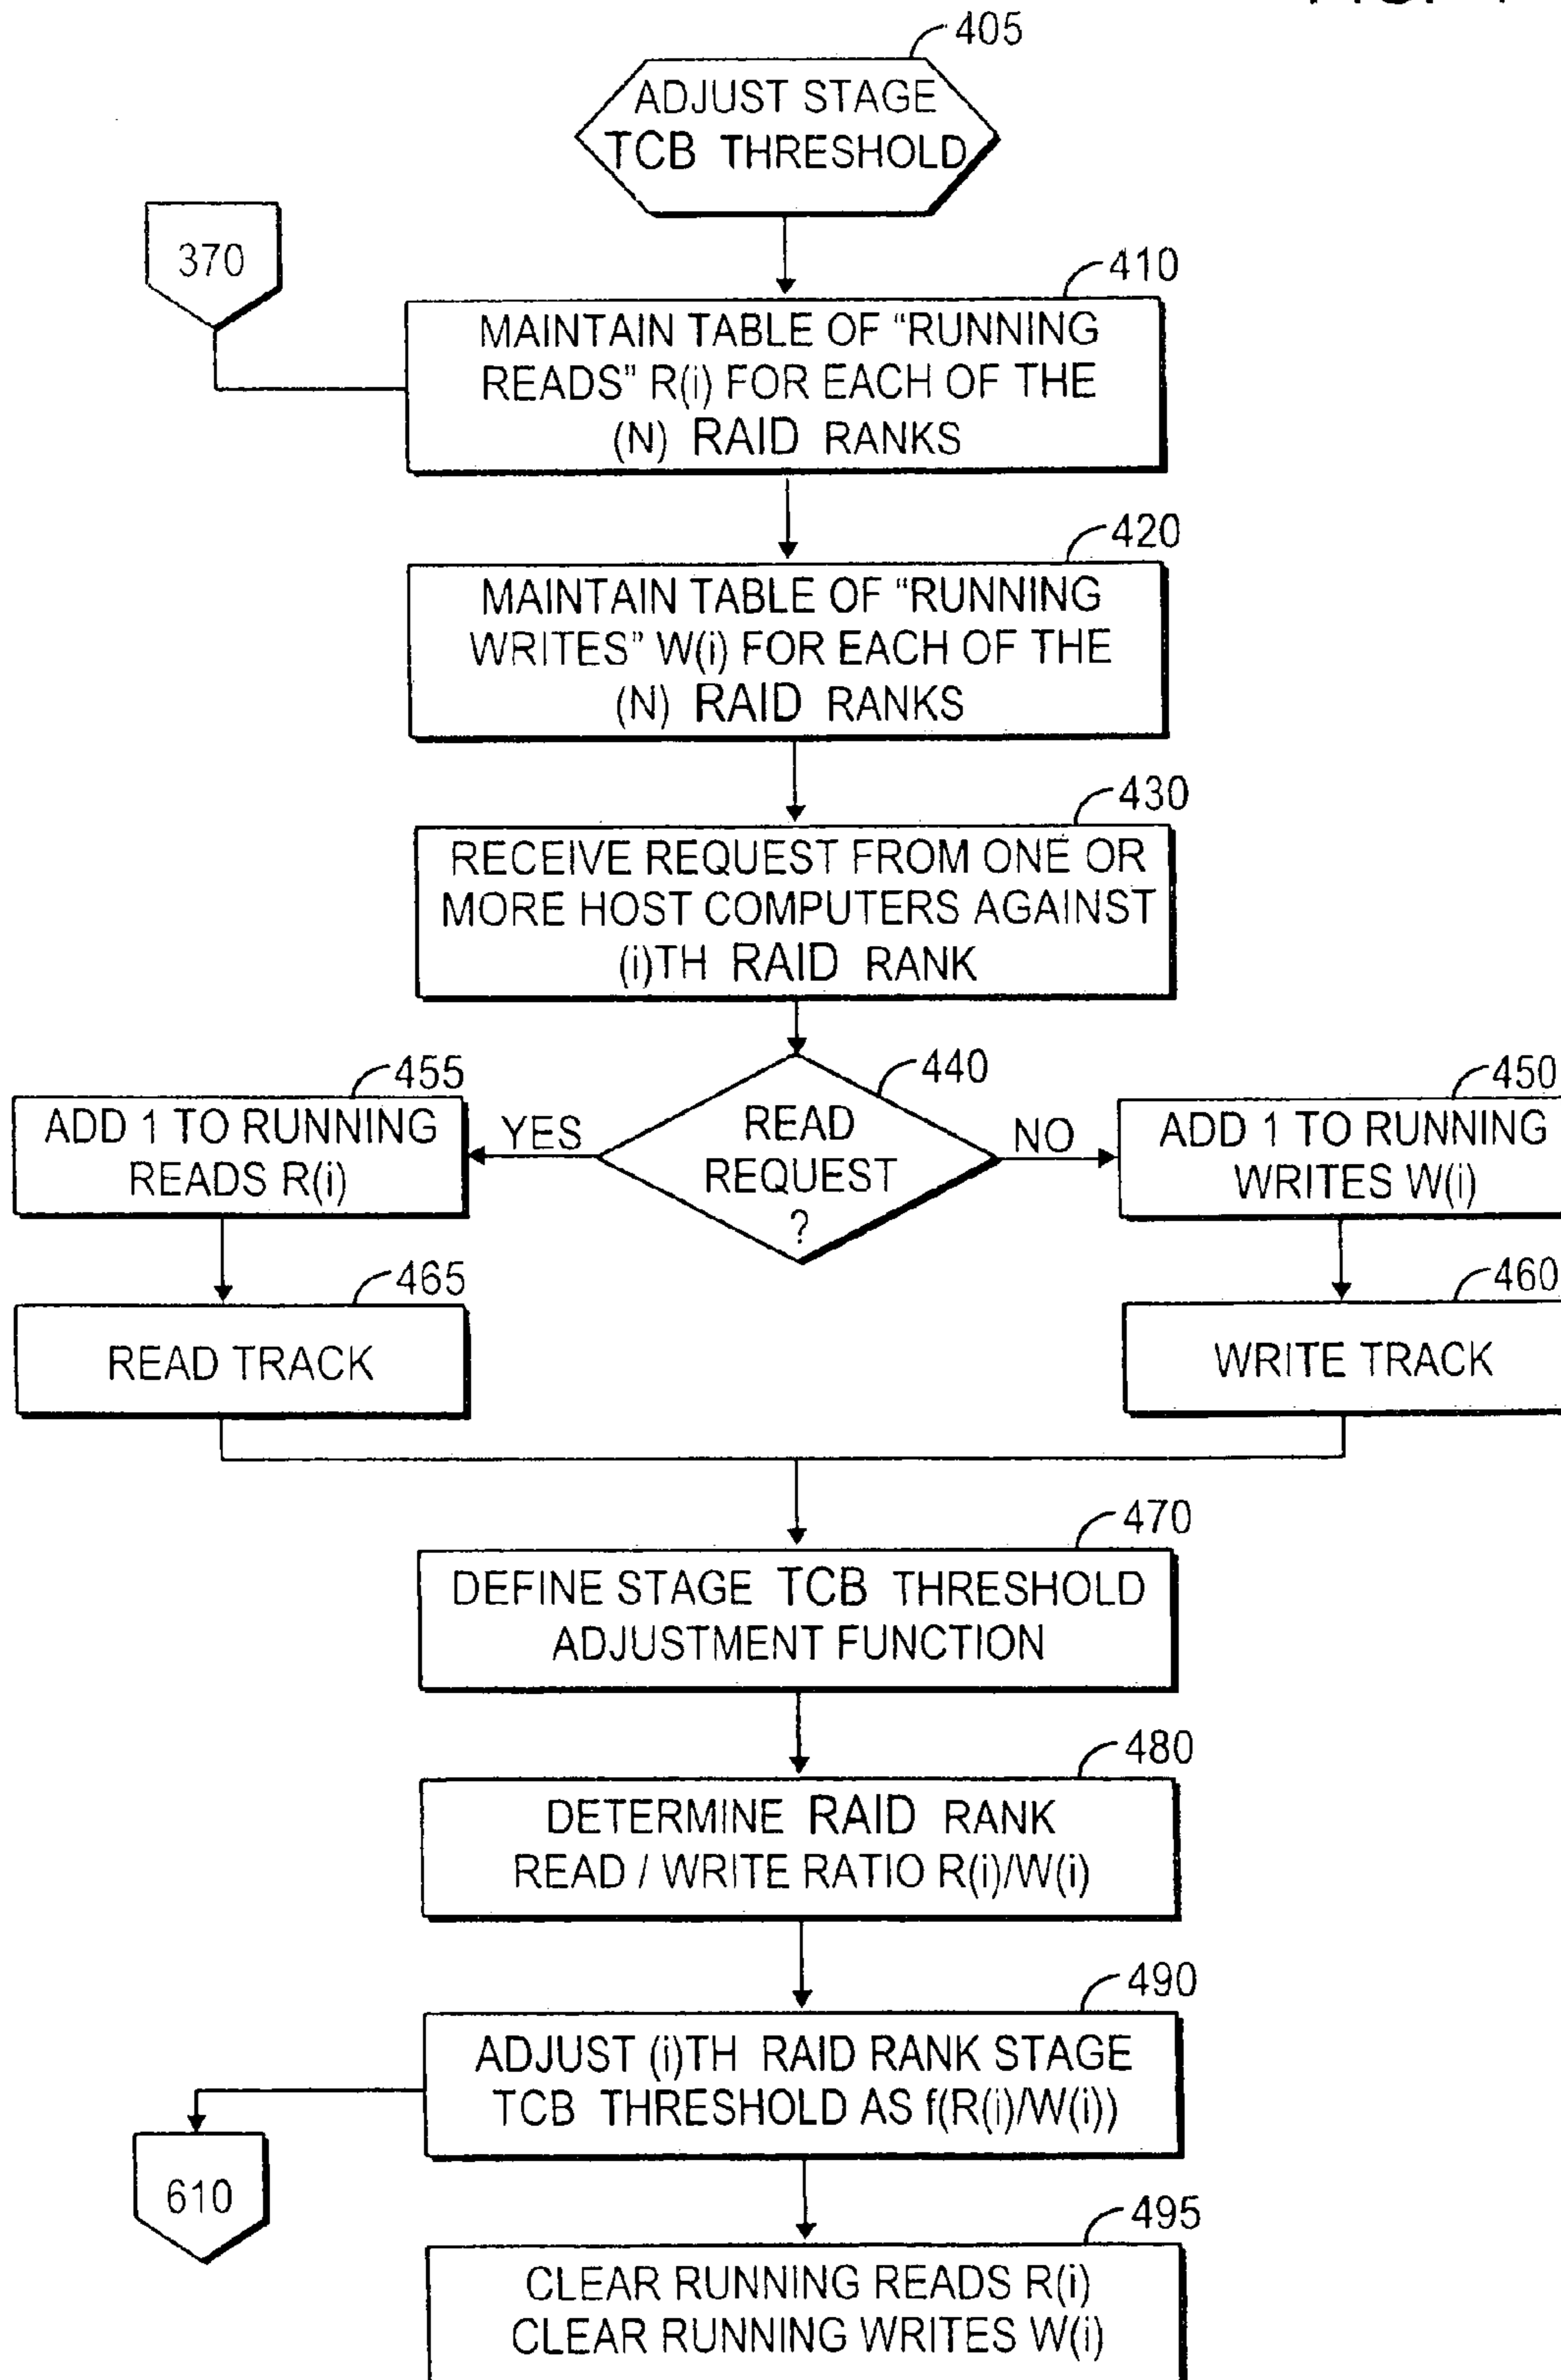 405
ADJUST STAGE
TCB THRESHOLD
370
410
MAINTAIN TABLE OF “RUNNING
READS” R(i) FOR EACH OF THE
(N) RAID RANKS
420
MAINTAIN TABLE OF “RUNNING
WRITES” W(i) FOR EACH OF THE
(N) RAID RANKS
430
RECEIVE REQUEST FROM ONE OR
MORE HOST COMPUTERS AGAINST
(i)TH RAID RANK
440
READ
REQUEST
?
YES
NO
455
ADD 1 TO RUNNING
READS R(i)
450
ADD 1 TO RUNNING
WRITES W(i)
465
READ TRACK
460
WRITE TRACK
470
DEFINE STAGE TCB THRESHOLD
ADJUSTMENT FUNCTION
480
DETERMINE RAID RANK
READ / WRITE RATIO R(i)/W(i)
490
ADJUST (i)TH RAID RANK STAGE
TCB THRESHOLD AS f(R(i)/W(i))
610
495
CLEAR RUNNING READS R(i)
CLEAR RUNNING WRITES W(i)